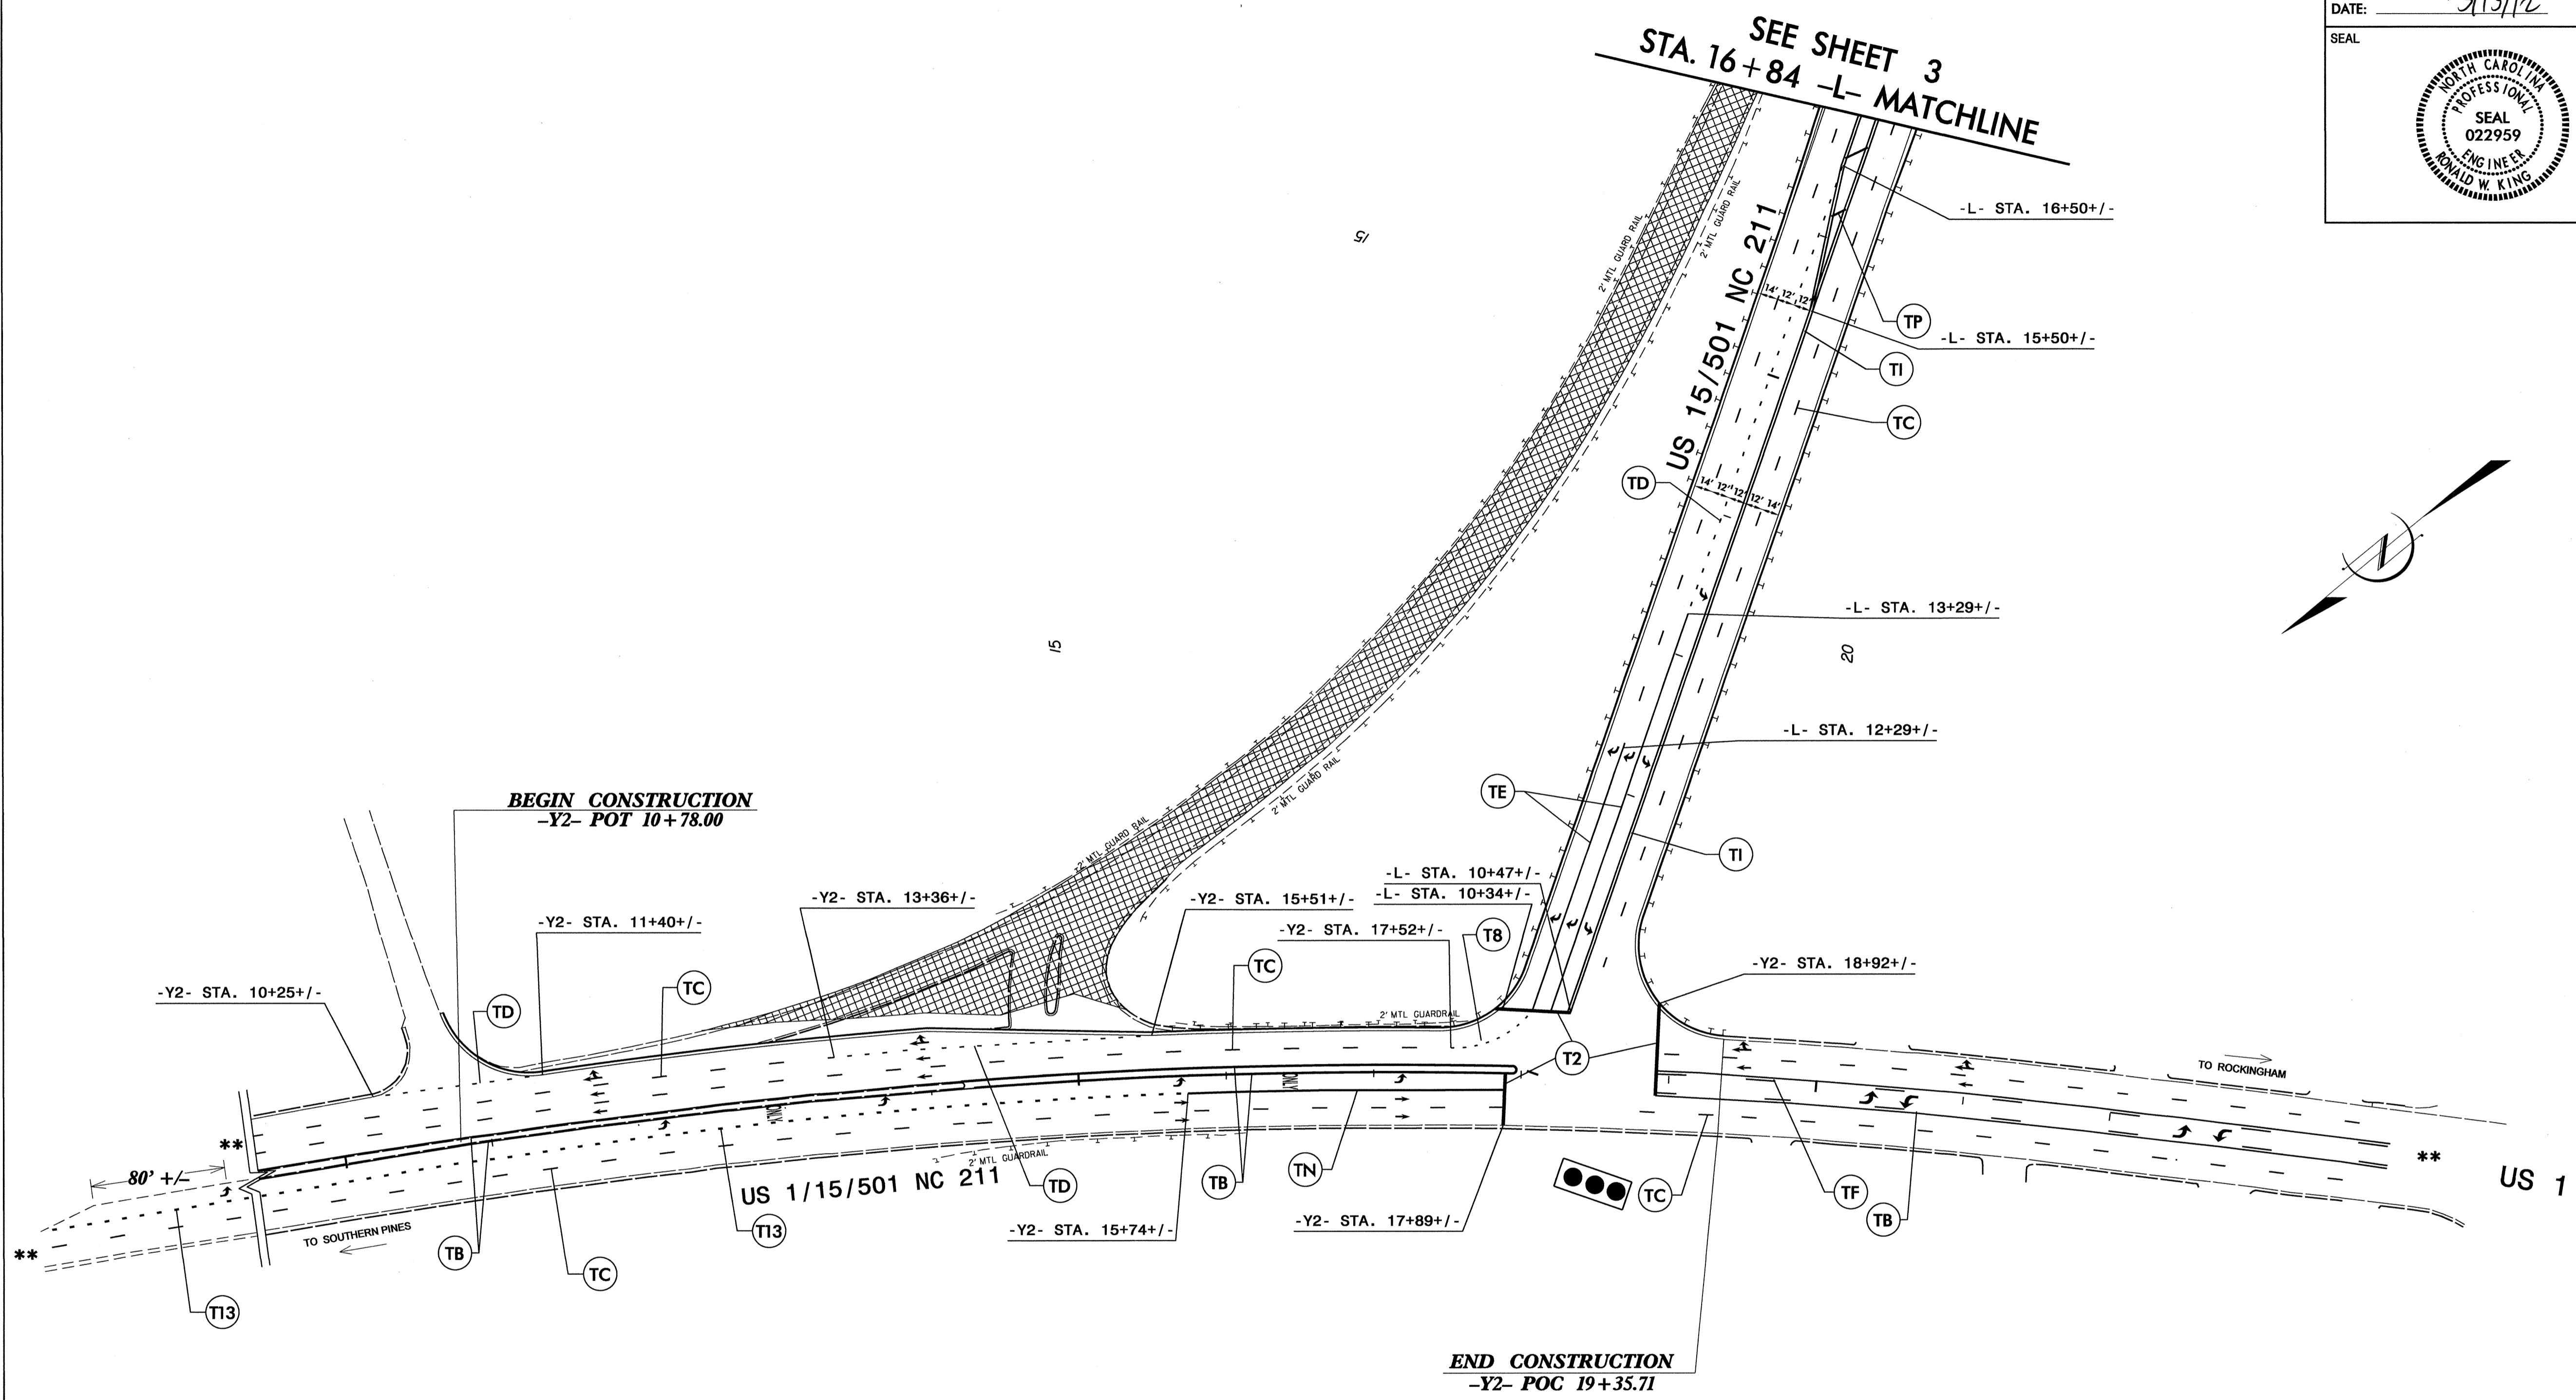 DATE: 3/15/12
SEAL
NORTH CAROLINA
PROFESSIONAL
SEAL
022959
ENGINEER
RONALD W. KING
SEE SHEET 3
STA. 16+84 -L- MATCHLINE
2' MTL GUARD RAIL
2' MTL GUARD RAIL
15
US 15/501 NC 211
-L- STA. 16+50+/-
14' 12' 12'
TP
-L- STA. 15+50+/-
TI
TC
TD
14' 12' 12' 12' 14'
N
-L- STA. 13+29+/-
15
20
-L- STA. 12+29+/-
TE
2' MTL GUARD RAIL
BEGIN CONSTRUCTION
-Y2- POT 10+78.00
2' MTL GUARD RAIL
TI
-L- STA. 10+47+/-
-L- STA. 10+34+/-
-Y2- STA. 13+36+/-
-Y2- STA. 15+51+/-
-Y2- STA. 11+40+/-
-Y2- STA. 17+52+/-
T8
TC
TC
-Y2- STA. 18+92+/-
-Y2- STA. 10+25+/-
TD
2' MTL GUARDRAIL
T2
TO ROCKINGHAM
ONLY
ONLY
**
80' +/-
2' MTL GUARDRAIL
US 1/15/501 NC 211
TD
TB
TN
TC
TF
TB
**
US 1
T13
-Y2- STA. 15+74+/-
-Y2- STA. 17+89+/-
TO SOUTHERN PINES
**
TB
TC
T13
END CONSTRUCTION
-Y2- POC 19+35.71